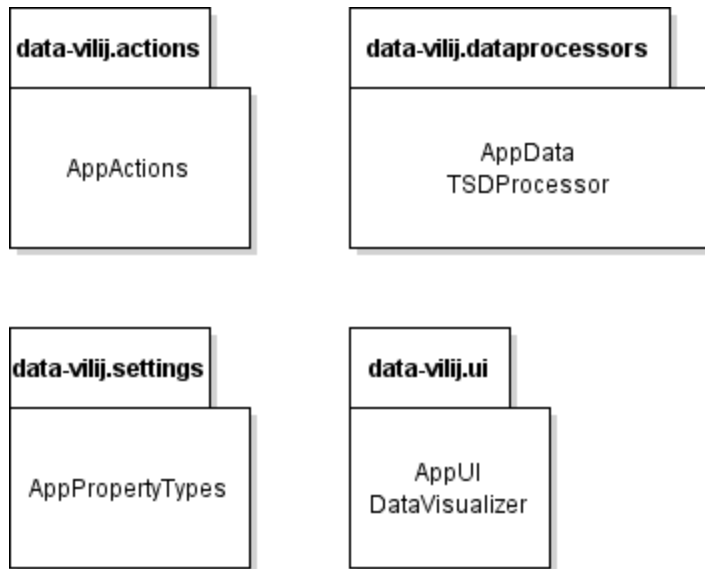 data-vilij.actions
AppActions
data-vilij.dataprocessors
AppData
TSDProcessor
data-vilij.settings
AppPropertyTypes
data-vilij.ui
AppUI
DataVisualizer